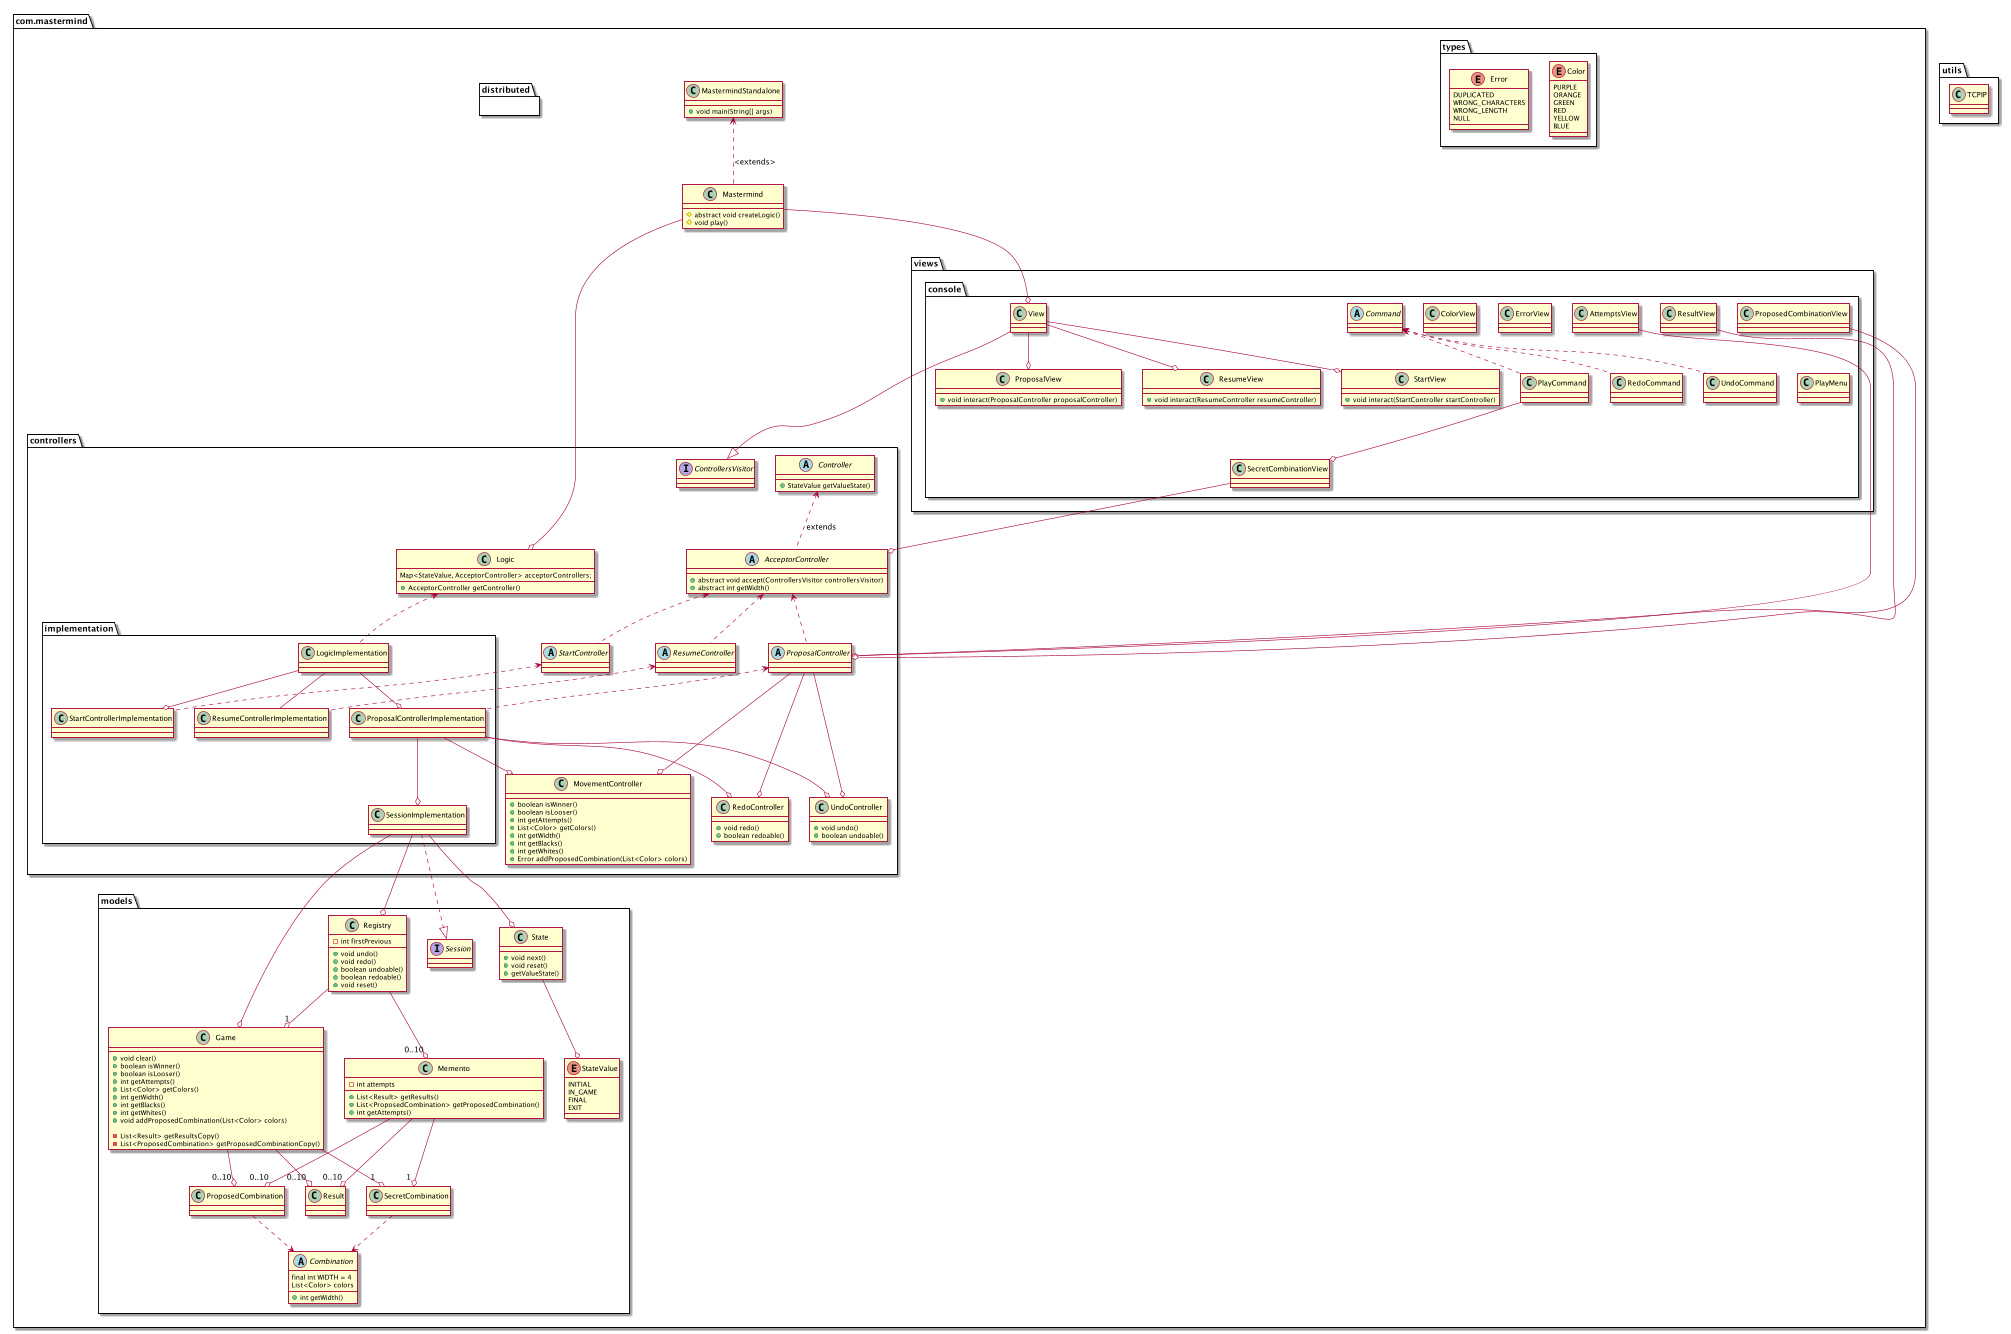 com.mastermind
types
E Error
DUPLICATED
WRONG_CHARACTERS
WRONG_LENGTH
NULL
E Color
PURPLE
ORANGE
GREEN
RED
YELLOW
BLUE
utils
C TCPIP
distributed
C MastermindStandalone
void main(String[] args)
<extends>
C Mastermind
abstract void createLogic()
void play()
views
console
C View
A Command
C ColorView
C ErrorView
C AttemptsView
C ResultView
C ProposedCombinationView
C ProposalView
void interact(ProposalController proposalController)
C ResumeView
void interact(ResumeController resumeController)
C StartView
void interact(StartController startController)
C PlayCommand
C RedoCommand
C UndoCommand
C PlayMenu
C SecretCombinationView
controllers
I ControllersVisitor
A Controller
StateValue getValueState()
extends
C Logic
Map<StateValue, AcceptorController> acceptorControllers;
AcceptorController getController()
A AcceptorController
abstract void accept(ControllersVisitor controllersVisitor)
abstract int getWidth()
implementation
C LogicImplementation
A StartController
A ResumeController
A ProposalController
C StartControllerImplementation
C ResumeControllerImplementation
C ProposalControllerImplementation
C SessionImplementation
C MovementController
boolean isWinner()
boolean isLooser()
int getAttempts()
List<Color> getColors()
int getWidth()
int getBlacks()
int getWhites()
Error addProposedCombination(List<Color> colors)
C RedoController
void redo()
boolean redoable()
C UndoController
void undo()
boolean undoable()
models
C Registry
int firstPrevious
void undo()
void redo()
boolean undoable()
boolean redoable()
void reset()
I Session
C State
void next()
void reset()
getValueState()
1
0..10
C Game
void clear()
boolean isWinner()
boolean isLooser()
int getAttempts()
List<Color> getColors()
int getWidth()
int getBlacks()
int getWhites()
void addProposedCombination(List<Color> colors)
List<Result> getResultsCopy()
List<ProposedCombination> getProposedCombinationCopy()
C Memento
int attempts
List<Result> getResults()
List<ProposedCombination> getProposedCombination()
int getAttempts()
E StateValue
INITIAL
IN_GAME
FINAL
EXIT
0..10 0..10 0..10 0..10 1 1
C ProposedCombination
C Result
C SecretCombination
A Combination
final int WIDTH = 4
List<Color> colors
int getWidth()